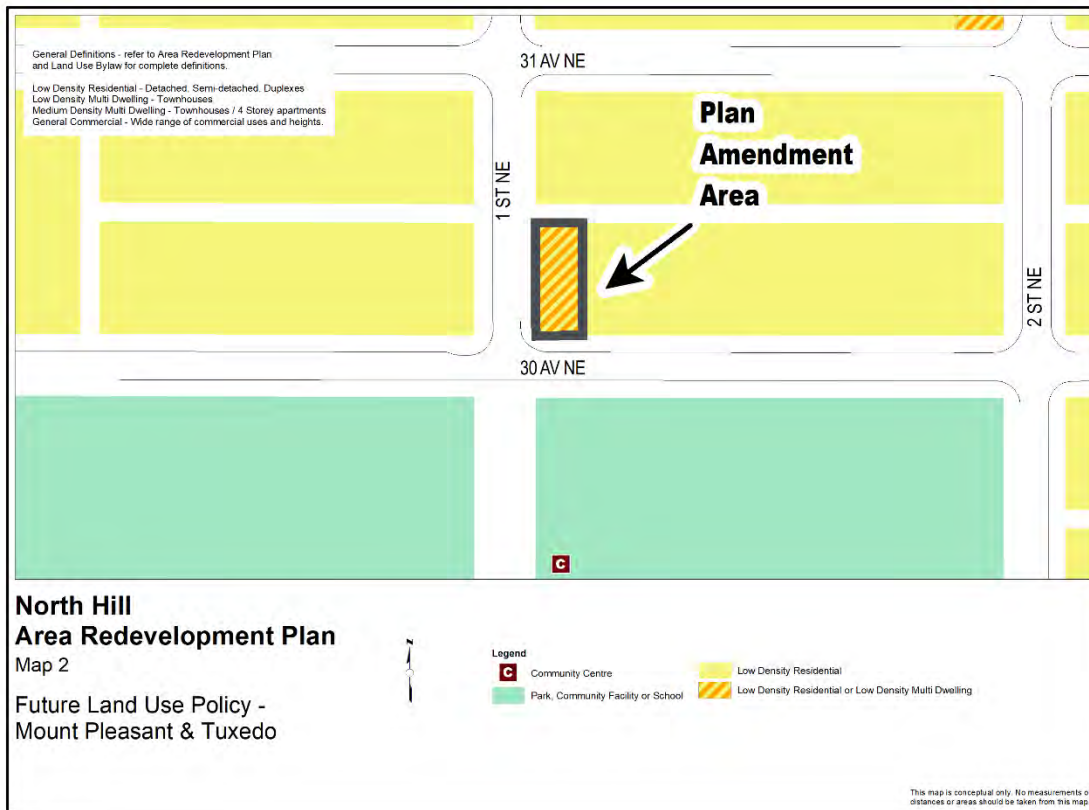 General Definitions - refer to Area Redevelopment Plan
and Land Use Bylaw for complete definitions.
Low Density Residential - Detached, Semi-detached, Duplexes
Low Density Multi Dwelling - Townhouses
Medium Density Multi Dwelling - Townhouses / 4 Storey apartments
General Commercial - Wide range of commercial uses and heights.
31 AV NE
Plan
Amendment
Area
1 ST NE
2 ST NE
30 AV NE
C
North Hill
Area Redevelopment Plan
Map 2
Future Land Use Policy -
Mount Pleasant & Tuxedo
N
Legend
C Community Centre
Park, Community Facility or School
Low Density Residential
Low Density Residential or Low Density Multi Dwelling
This map is conceptual only. No measurements o
distances or areas should be taken from this map